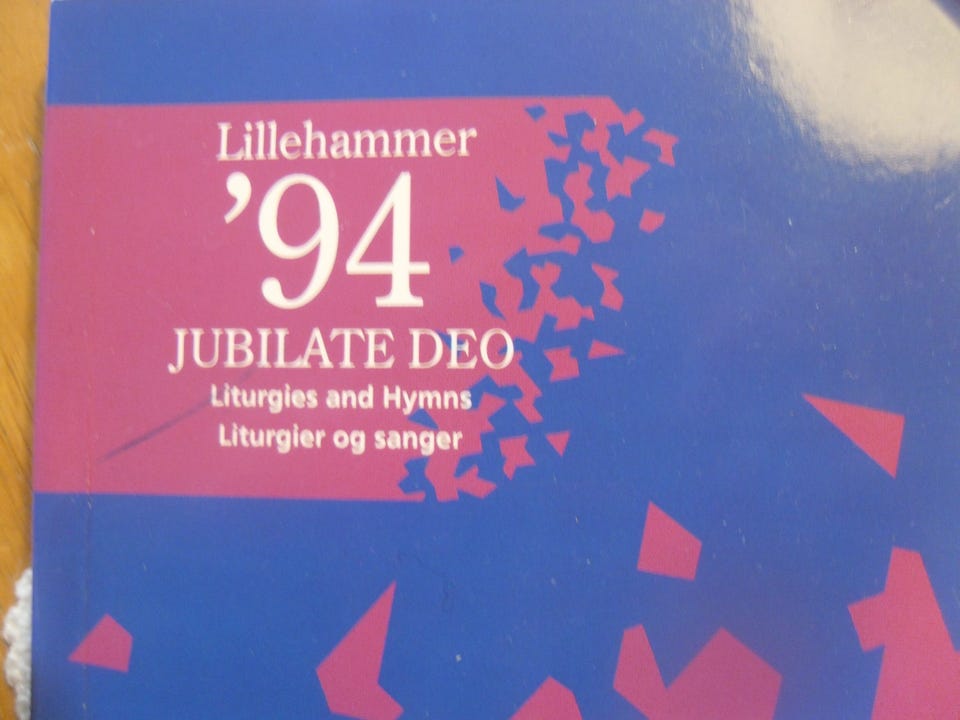 Lillehammer
’94
JUBILATE DEO
Liturgies and Hymns
Liturgier og sanger